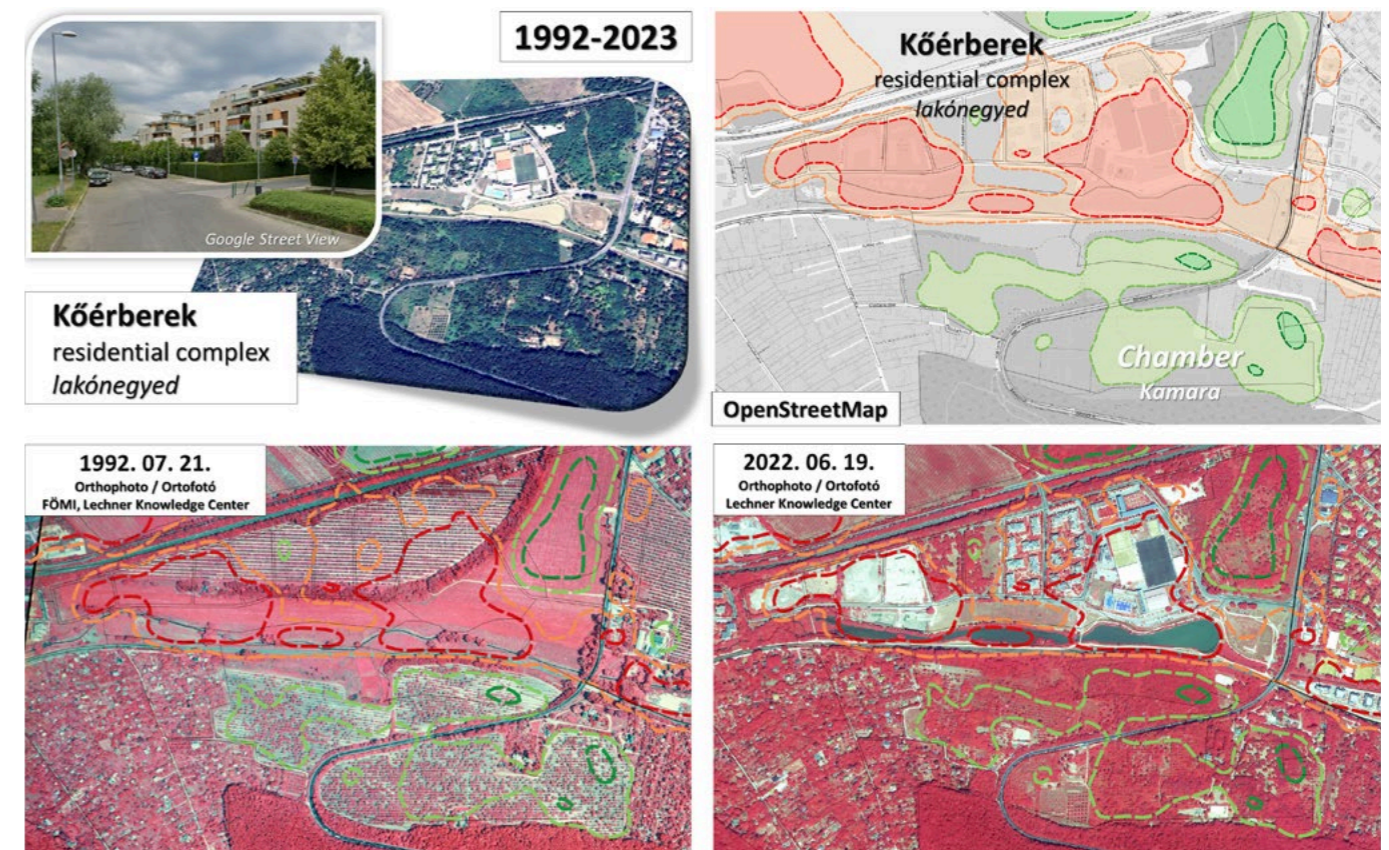 1992-2023
Google Street View
Kőérberek
residential complex
lakónegyed
Kőérberek
residential complex
lakónegyed
Chamber
Kamara
OpenStreetMap
1992. 07. 21.
Orthophoto / Ortofotó
FÖMI, Lechner Knowledge Center
2022. 06. 19.
Orthophoto / Ortofotó
Lechner Knowledge Center